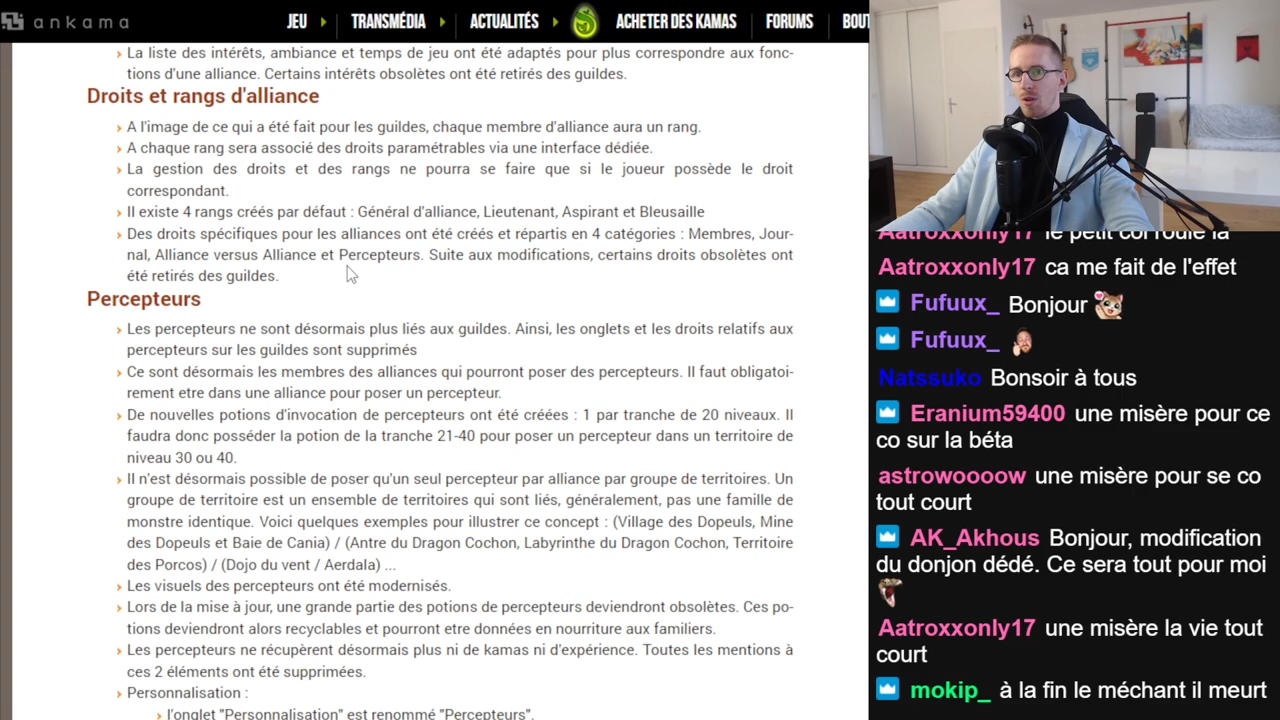 ankama
JEU
TRANSMÉDIA
ACTUALITÉS
ACHETER DES KAMAS
FORUMS
BOUT
La liste des intérêts, ambiance et temps de jeu ont été adaptés pour plus correspondre aux fonc-
tions d'une alliance. Certains intérêts obsolètes ont été retirés des guildes.
Droits et rangs d'alliance
A l'image de ce qui a été fait pour les guildes, chaque membre d'alliance aura un rang.
A chaque rang sera associé des droits paramétrables via une interface dédiée.
La gestion des droits et des rangs ne pourra se faire que si le joueur possède le droit
correspondant.
Il existe 4 rangs créés par défaut : Général d'alliance, Lieutenant, Aspirant et Bleusaille
Des droits spécifiques pour les alliances ont été créés et répartis en 4 catégories : Membres, Jour-
nal, Alliance versus Alliance et Percepteurs. Suite aux modifications, certains droits obsolètes ont
été retirés des guildes.
Percepteurs
Les percepteurs ne sont désormais plus liés aux guildes. Ainsi, les onglets et les droits relatifs aux
percepteurs sur les guildes sont supprimés
Ce sont désormais les membres des alliances qui pourront poser des percepteurs. Il faut obligatoi-
rement etre dans une alliance pour poser un percepteur.
De nouvelles potions d'invocation de percepteurs ont été créées : 1 par tranche de 20 niveaux. Il
faudra donc posséder la potion de la tranche 21-40 pour poser un percepteur dans un territoire de
niveau 30 ou 40.
Il n'est désormais possible de poser qu'un seul percepteur par alliance par groupe de territoires. Un
groupe de territoire est un ensemble de territoires qui sont liés, généralement, pas une famille de
monstre identique. Voici quelques exemples pour illustrer ce concept : (Village des Dopeuls, Mine
des Dopeuls et Baie de Cania) / (Antre du Dragon Cochon, Labyrinthe du Dragon Cochon, Territoire
des Porcos) / (Dojo du vent / Aerdala) ...
Les visuels des percepteurs ont été modernisés.
Lors de la mise à jour, une grande partie des potions de percepteurs deviendront obsolètes. Ces po-
tions deviendront alors recyclables et pourront etre données en nourriture aux familiers.
Les percepteurs ne récupèrent désormais plus ni de kamas ni d'expérience. Toutes les mentions à
ces 2 éléments ont été supprimées.
Personnalisation :
l'onglet "Personnalisation" est renommé "Percepteurs".
Aatroxxonly17 le petit col roulé la
Aatroxxonly17 ca me fait de l'effet
Fufuux_ Bonjour
Fufuux_
Natssuko Bonsoir à tous
Eranium59400 une misère pour ce
co sur la béta
astrowoooow une misère pour se co
tout court
AK_Akhous Bonjour, modification
du donjon dédé. Ce sera tout pour moi
Aatroxxonly17 une misère la vie tout
court
mokip_ à la fin le méchant il meurt